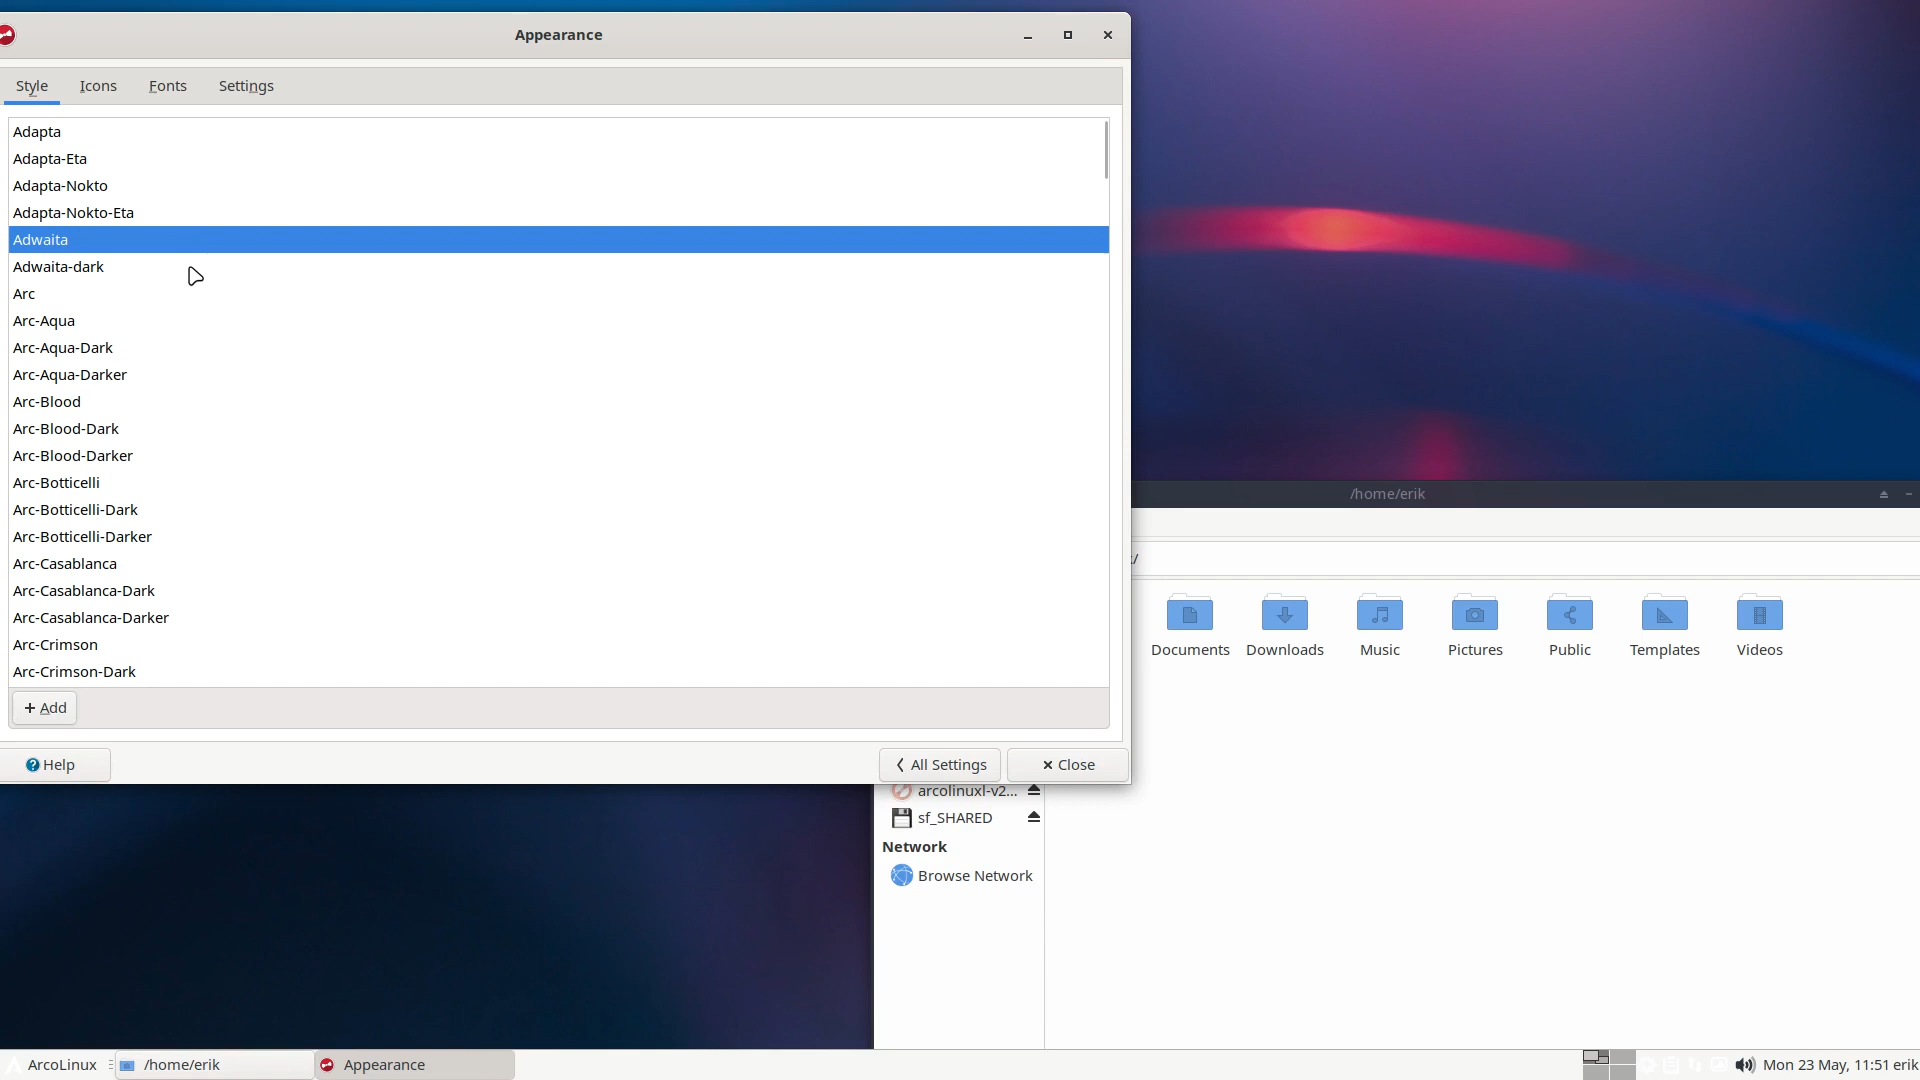 Appearance
Style Icons Fonts Settings
Adapta
Adapta-Eta
Adapta-Nokto
Adapta-Nokto-Eta
Adwaita
Adwaita-dark
Arc
Arc-Aqua
Arc-Aqua-Dark
Arc-Aqua-Darker
Arc-Blood
Arc-Blood-Dark
Arc-Blood-Darker
Arc-Botticelli
Arc-Botticelli-Dark
Arc-Botticelli-Darker
Arc-Casablanca
Arc-Casablanca-Dark
Arc-Casablanca-Darker
Arc-Crimson
Arc-Crimson-Dark
+ Add
Help
All Settings
Close
/home/erik
Documents Downloads Music Pictures Public Templates Videos
arcolinuxl-v2...
sf_SHARED
Network
Browse Network
ArcoLinux /home/erik Appearance
Mon 23 May, 11:51 erik